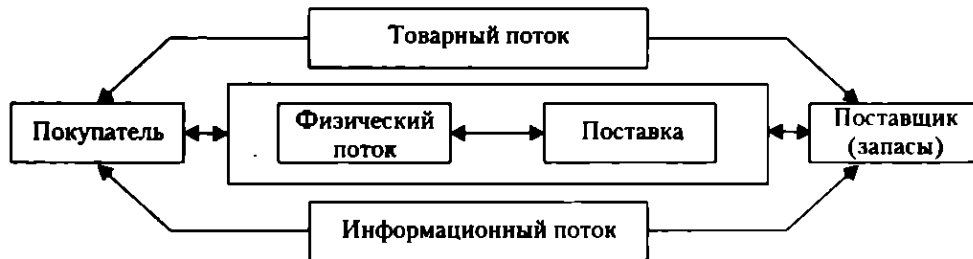 Товарный поток
Покупатель
Физический
поток
Поставка
Поставщик
(запасы)
Информационный поток